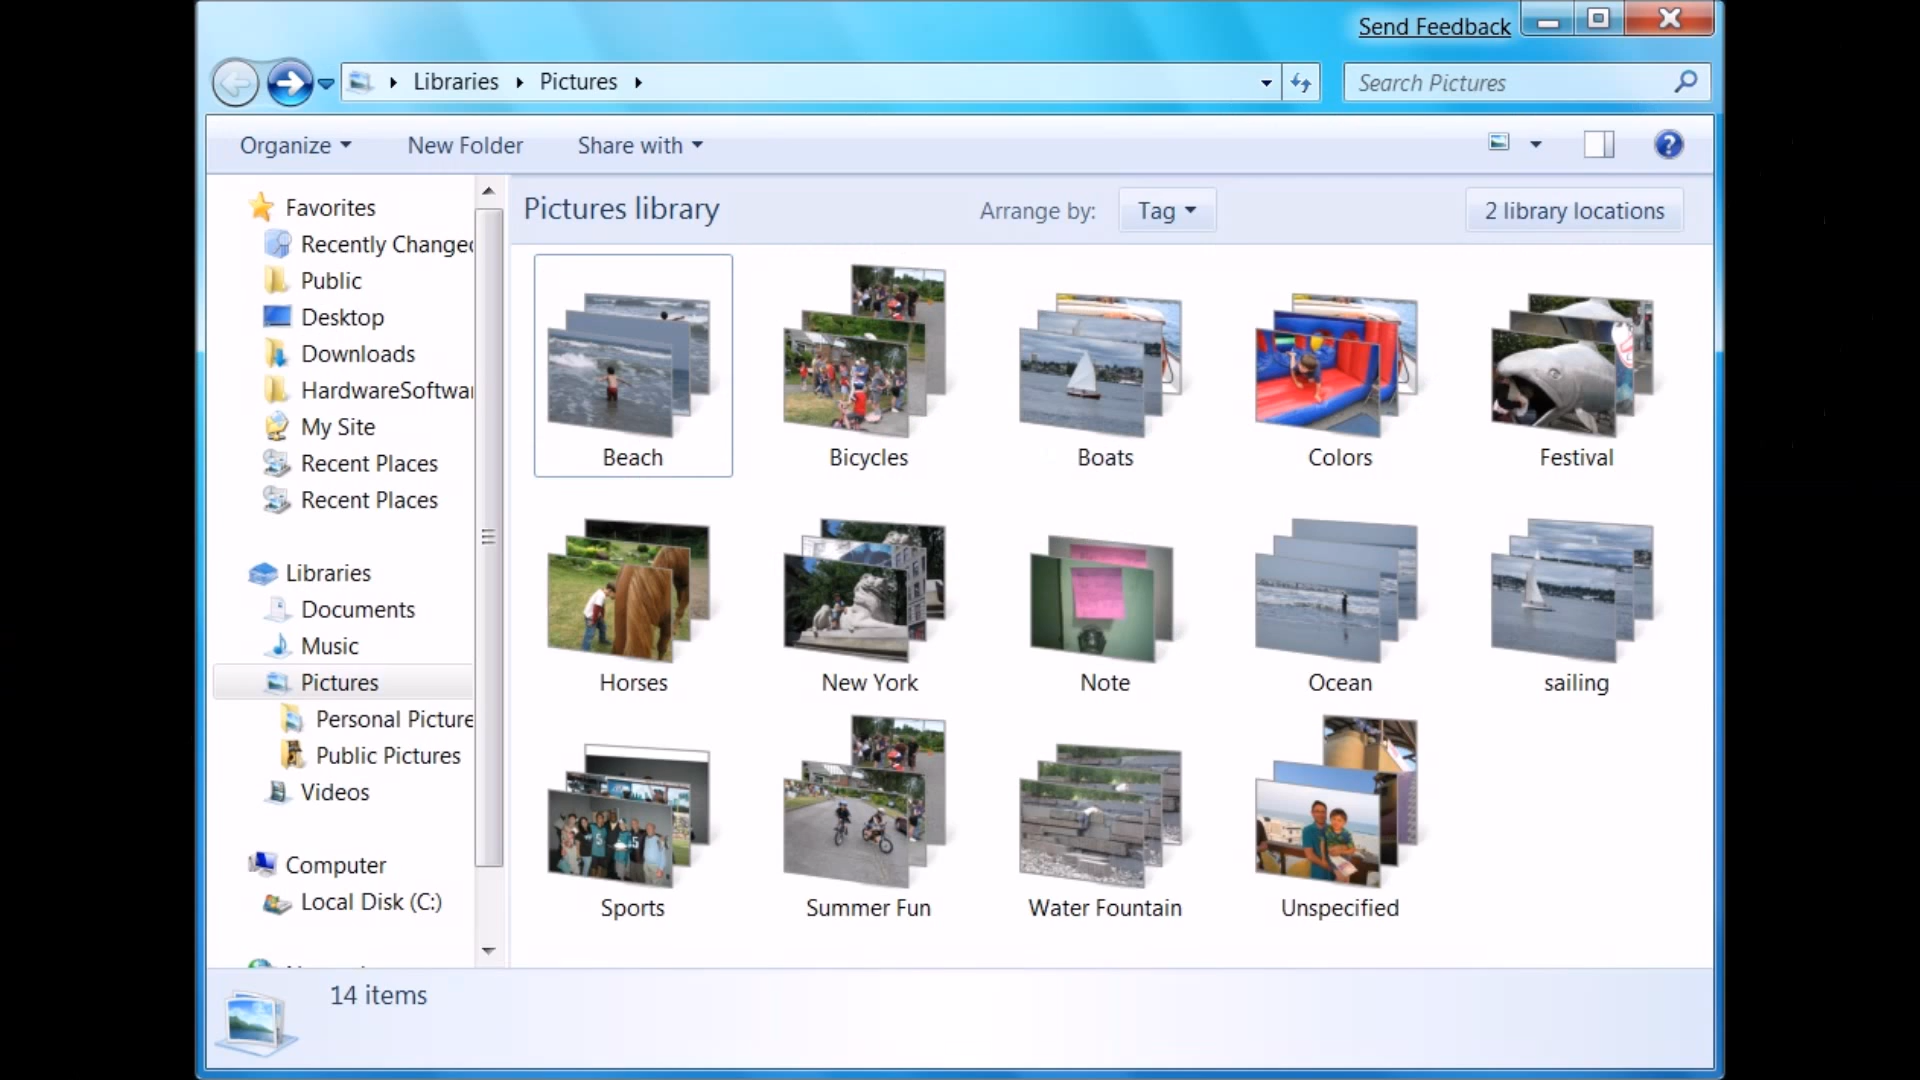 Send Feedback
Libraries Pictures
Search Pictures
Organize New Folder Share with
Pictures library Arrange by: Tag 2 library locations
Favorites
Recently Changed
Public
Desktop
Downloads
HardwareSoftwar
My Site
Recent Places
Recent Places
Libraries
Documents
Music
Pictures
Personal Picture
Public Pictures
Videos
Computer
Local Disk (C:)
Beach Bicycles Boats Colors Festival
Horses New York Note Ocean sailing
Sports Summer Fun Water Fountain Unspecified
14 items